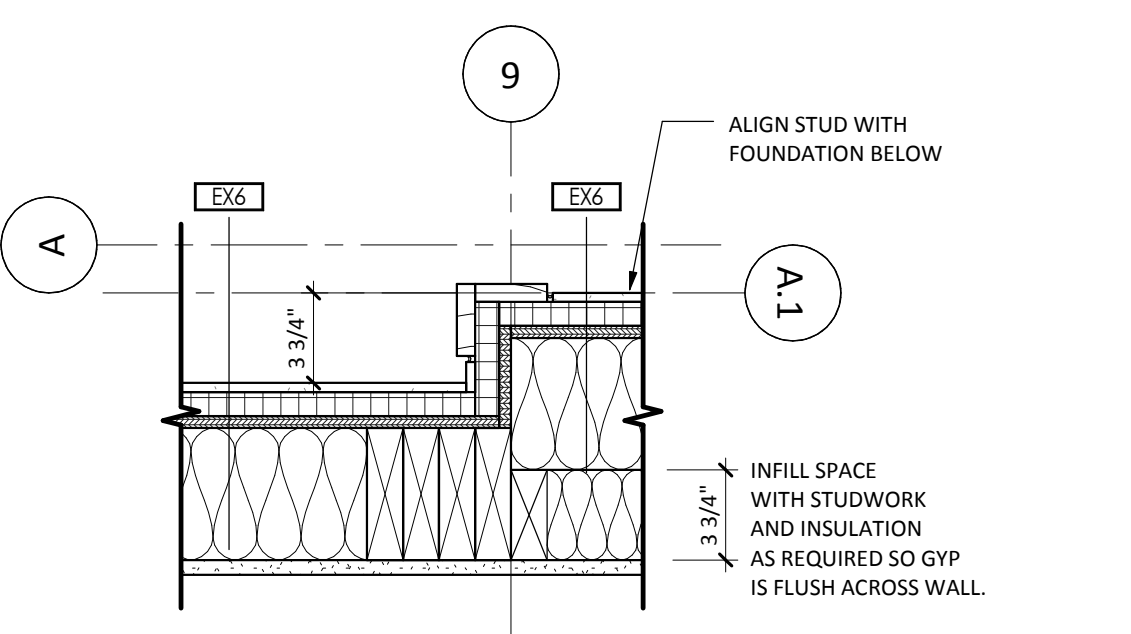 9
ALIGN STUD WITH
FOUNDATION BELOW
EX6
EX6
A
A.1
3 3/4"
3 3/4"
INFILL SPACE
WITH STUDWORK
AND INSULATION
AS REQUIRED SO GYP
IS FLUSH ACROSS WALL.